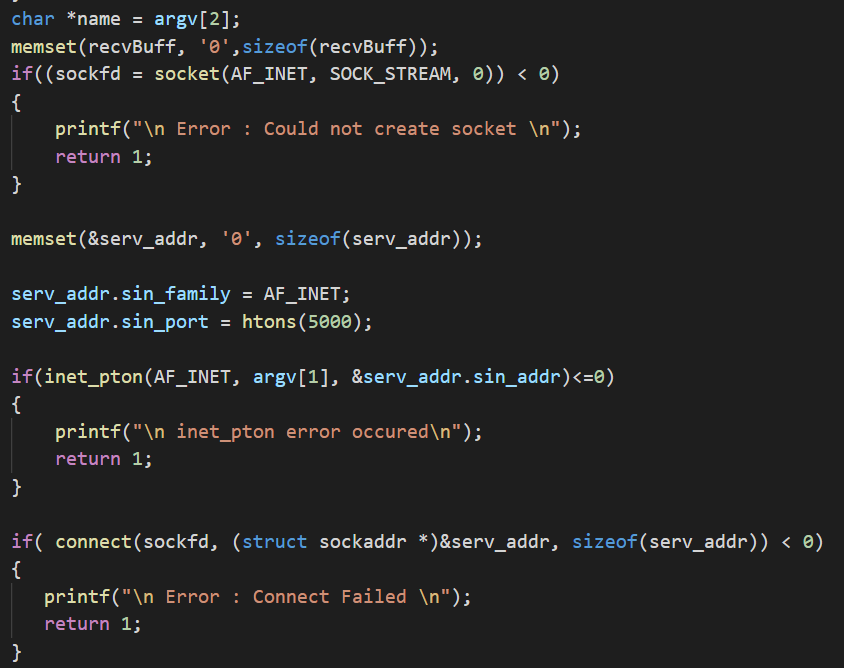 char *name = argv[2];
memset(recvBuff, '0',sizeof(recvBuff));
if((sockfd = socket(AF_INET, SOCK_STREAM, 0)) < 0)
{
    printf("\n Error : Could not create socket \n");
    return 1;
}

memset(&serv_addr, '0', sizeof(serv_addr));

serv_addr.sin_family = AF_INET;
serv_addr.sin_port = htons(5000);

if(inet_pton(AF_INET, argv[1], &serv_addr.sin_addr)<=0)
{
    printf("\n inet_pton error occured\n");
    return 1;
}

if( connect(sockfd, (struct sockaddr *)&serv_addr, sizeof(serv_addr)) < 0)
{
   printf("\n Error : Connect Failed \n");
   return 1;
}